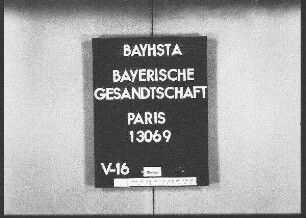 BAYHSTA
BAYERISCHE
GESANDTSCHAFT
PARIS
13069
V-16